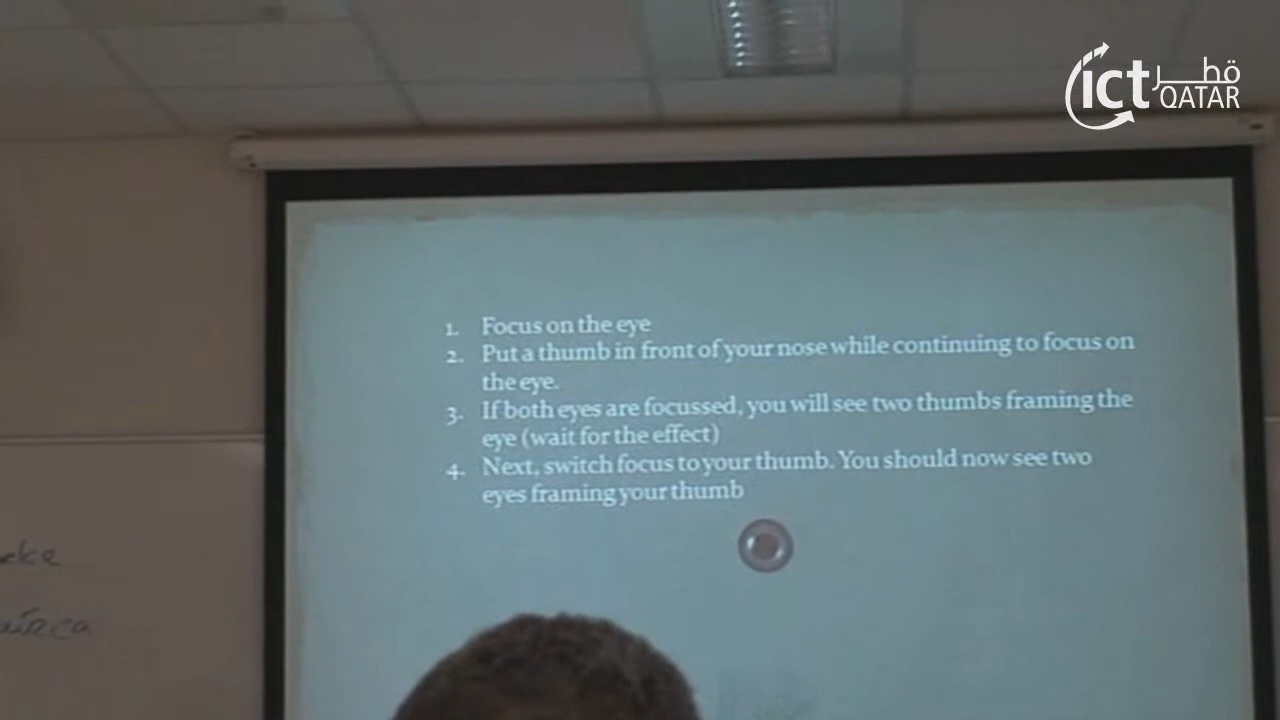 ict
QATAR
1. Focus on the eye
2. Put a thumb in front of your nose while continuing to focus on
the eye.
3. If both eyes are focussed, you will see two thumbs framing the
eye (wait for the effect)
4. Next, switch focus to your thumb. You should now see two
eyes framing your thumb